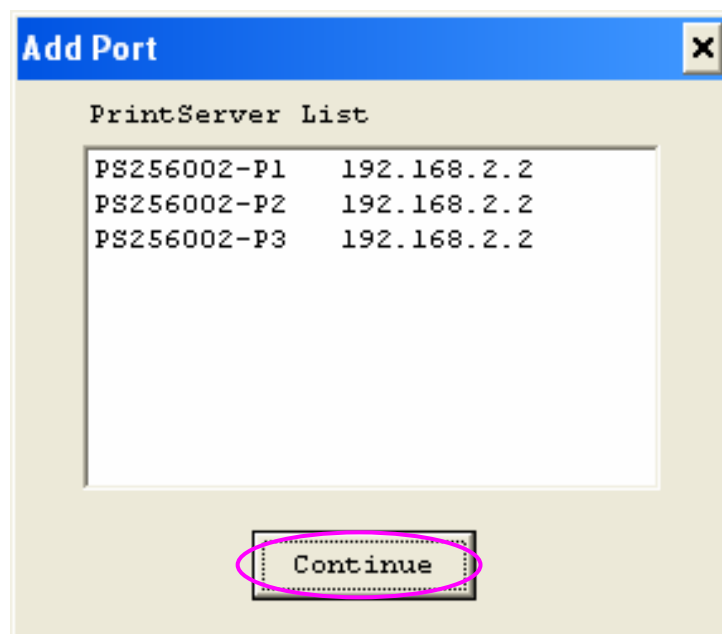 Add Port
PrintServer List
PS256002-P1 192.168.2.2
PS256002-P2 192.168.2.2
PS256002-P3 192.168.2.2
Continue